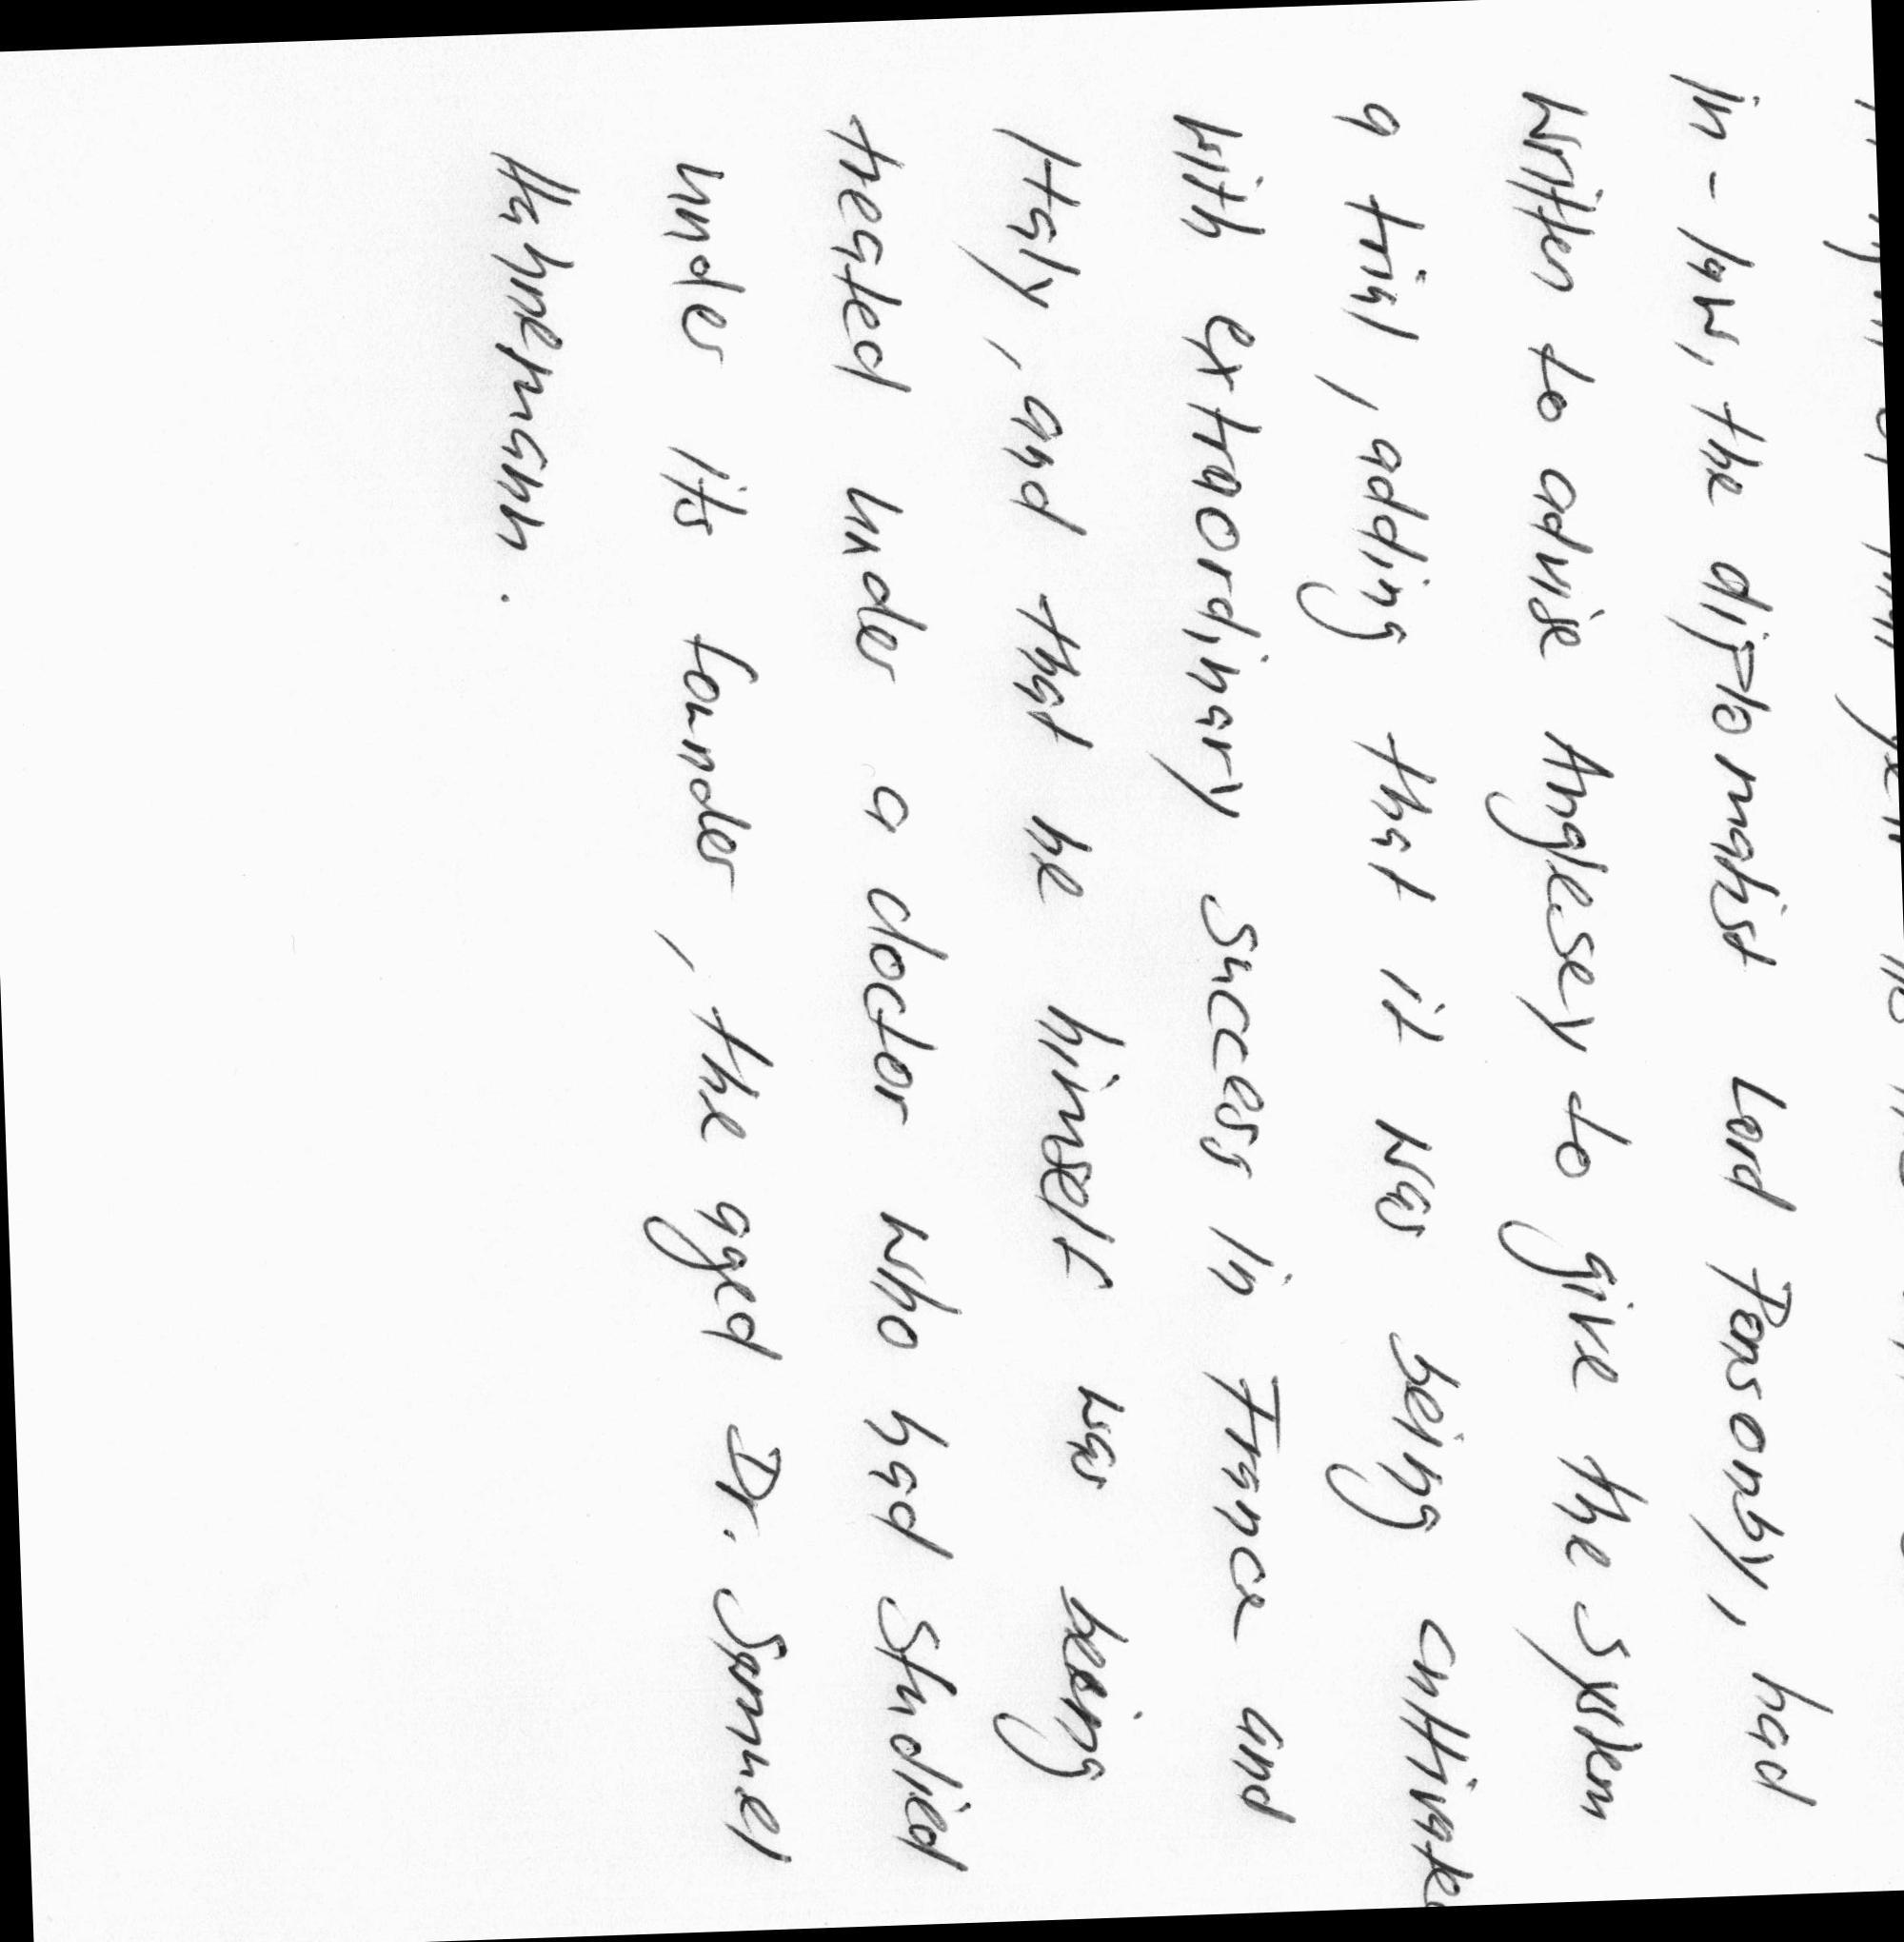 in-law, the diplomatist Lord Ponsonby, had
written to advise Anglesey to give the system
a trial, adding that it was being cultivated
with extraordinary success in France and
Italy, and that he himself was being
treated under a doctor who had studied
under its founder, the aged Dr. Samuel
Hahnemann.